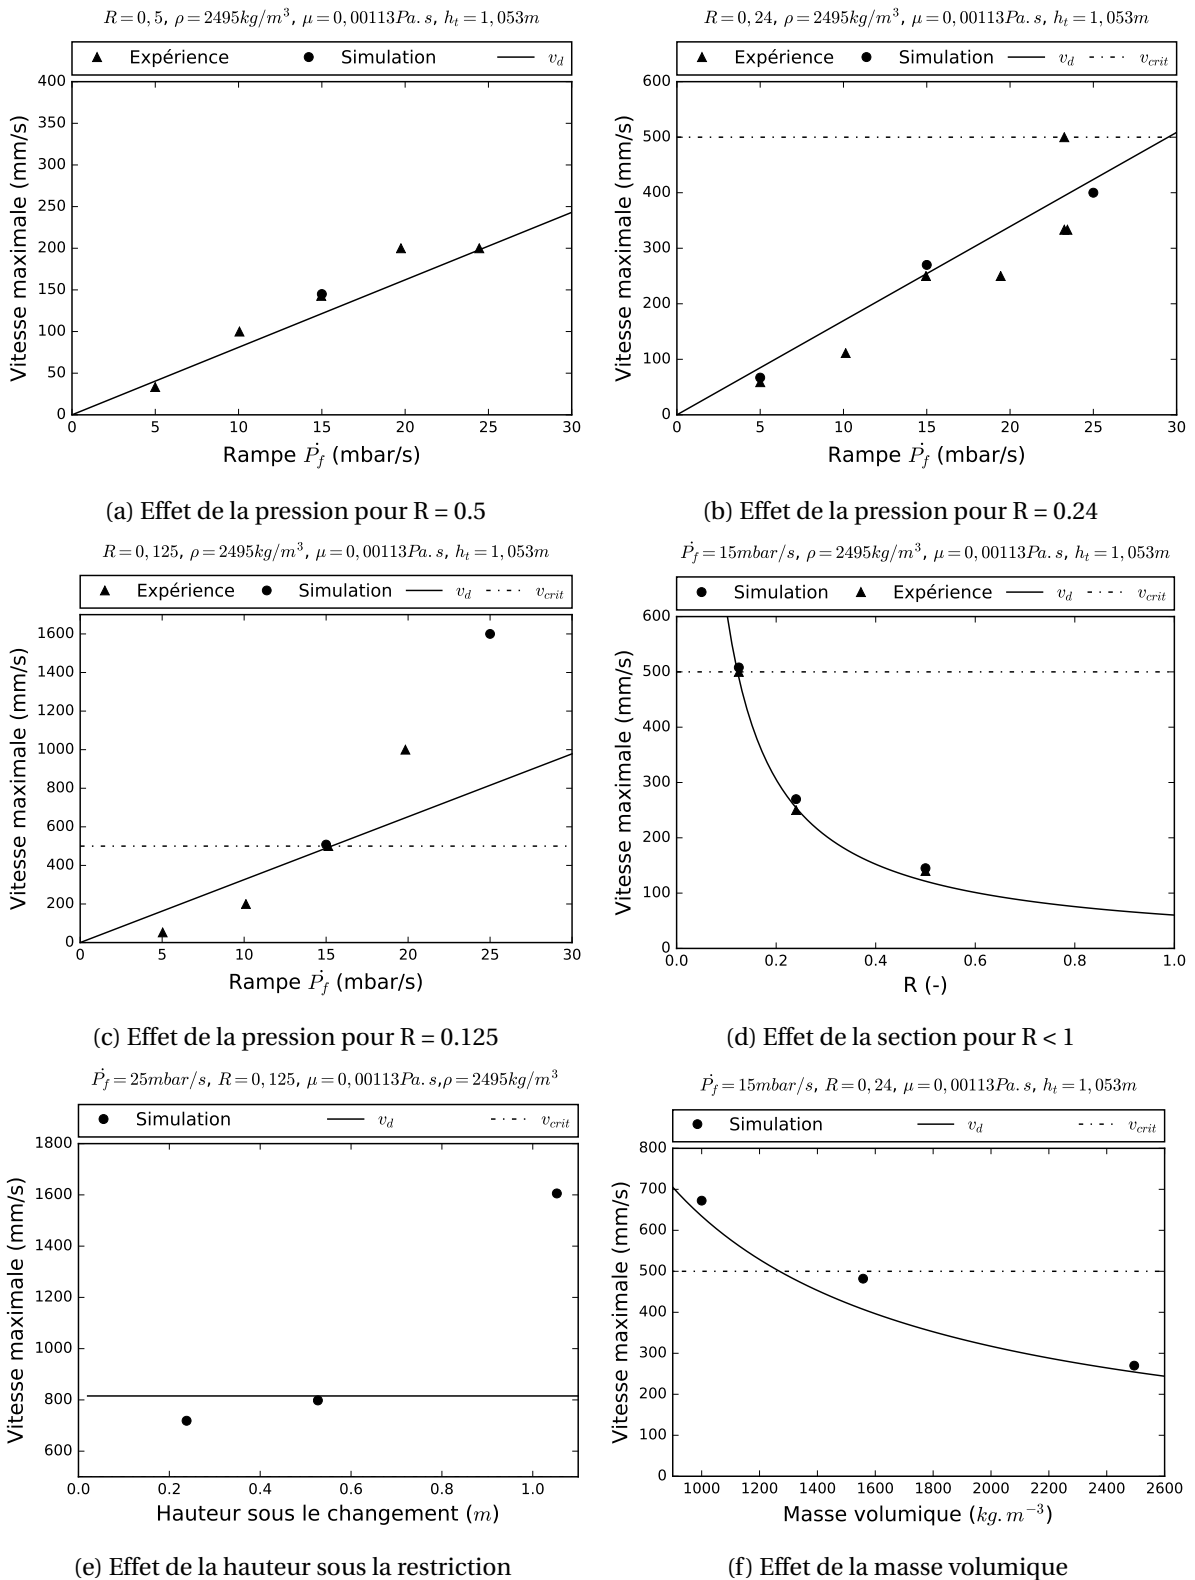 R = 0,5, ρ = 2495kg/m³, μ = 0,00113Pa.s, h_t = 1,053m
Expérience Simulation v_d
400
350
300
250
200
150
100
50
0
Vitesse maximale (mm/s)
0 5 10 15 20 25 30
Rampe Ṗ_f (mbar/s)
(a) Effet de la pression pour R = 0.5
R = 0,24, ρ = 2495kg/m³, μ = 0,00113Pa.s, h_t = 1,053m
Expérience Simulation v_d v_crit
600
500
400
300
200
100
0
Vitesse maximale (mm/s)
0 5 10 15 20 25 30
Rampe Ṗ_f (mbar/s)
(b) Effet de la pression pour R = 0.24
R = 0,125, ρ = 2495kg/m³, μ = 0,00113Pa.s, h_t = 1,053m
Expérience Simulation v_d v_crit
1600
1400
1200
1000
800
600
400
200
0
Vitesse maximale (mm/s)
0 5 10 15 20 25 30
Rampe Ṗ_f (mbar/s)
(c) Effet de la pression pour R = 0.125
Ṗ_f = 15mbar/s, ρ = 2495kg/m³, μ = 0,00113Pa.s, h_t = 1,053m
Simulation Expérience v_d v_crit
600
500
400
300
200
100
0
Vitesse maximale (mm/s)
0.0 0.2 0.4 0.6 0.8 1.0
R (-)
(d) Effet de la section pour R < 1
Ṗ_f = 25mbar/s, R = 0,125, μ = 0,00113Pa.s,ρ = 2495kg/m³
Simulation v_d v_crit
1800
1600
1400
1200
1000
800
600
Vitesse maximale (mm/s)
0.0 0.2 0.4 0.6 0.8 1.0
Hauteur sous le changement (m)
(e) Effet de la hauteur sous la restriction
Ṗ_f = 15mbar/s, R = 0,24, μ = 0,00113Pa.s, h_t = 1,053m
Simulation v_d v_crit
800
700
600
500
400
300
200
100
0
Vitesse maximale (mm/s)
1000 1200 1400 1600 1800 2000 2200 2400 2600
Masse volumique (kg.m⁻³)
(f) Effet de la masse volumique